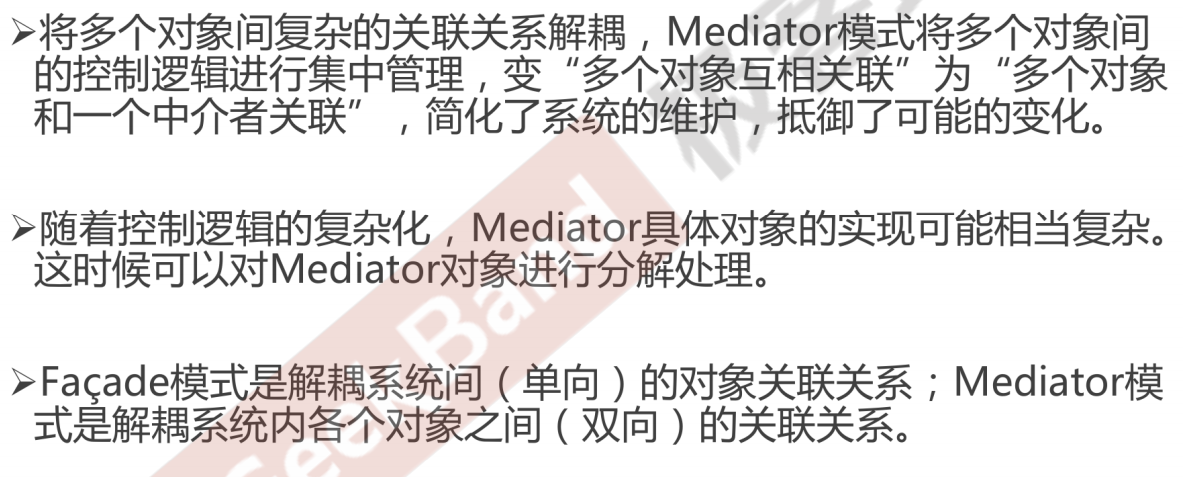 ➢将多个对象间复杂的关联关系解耦，Mediator模式将多个对象间
的控制逻辑进行集中管理，变“多个对象互相关联”为“多个对象
和一个中介者关联”，简化了系统的维护，抵御了可能的变化。
➢随着控制逻辑的复杂化，Mediator具体对象的实现可能相当复杂。
这时候可以对Mediator对象进行分解处理。
➢Façade模式是解耦系统间（单向）的对象关联关系；Mediator模
式是解耦系统内各个对象之间（双向）的关联关系。
SeekBand